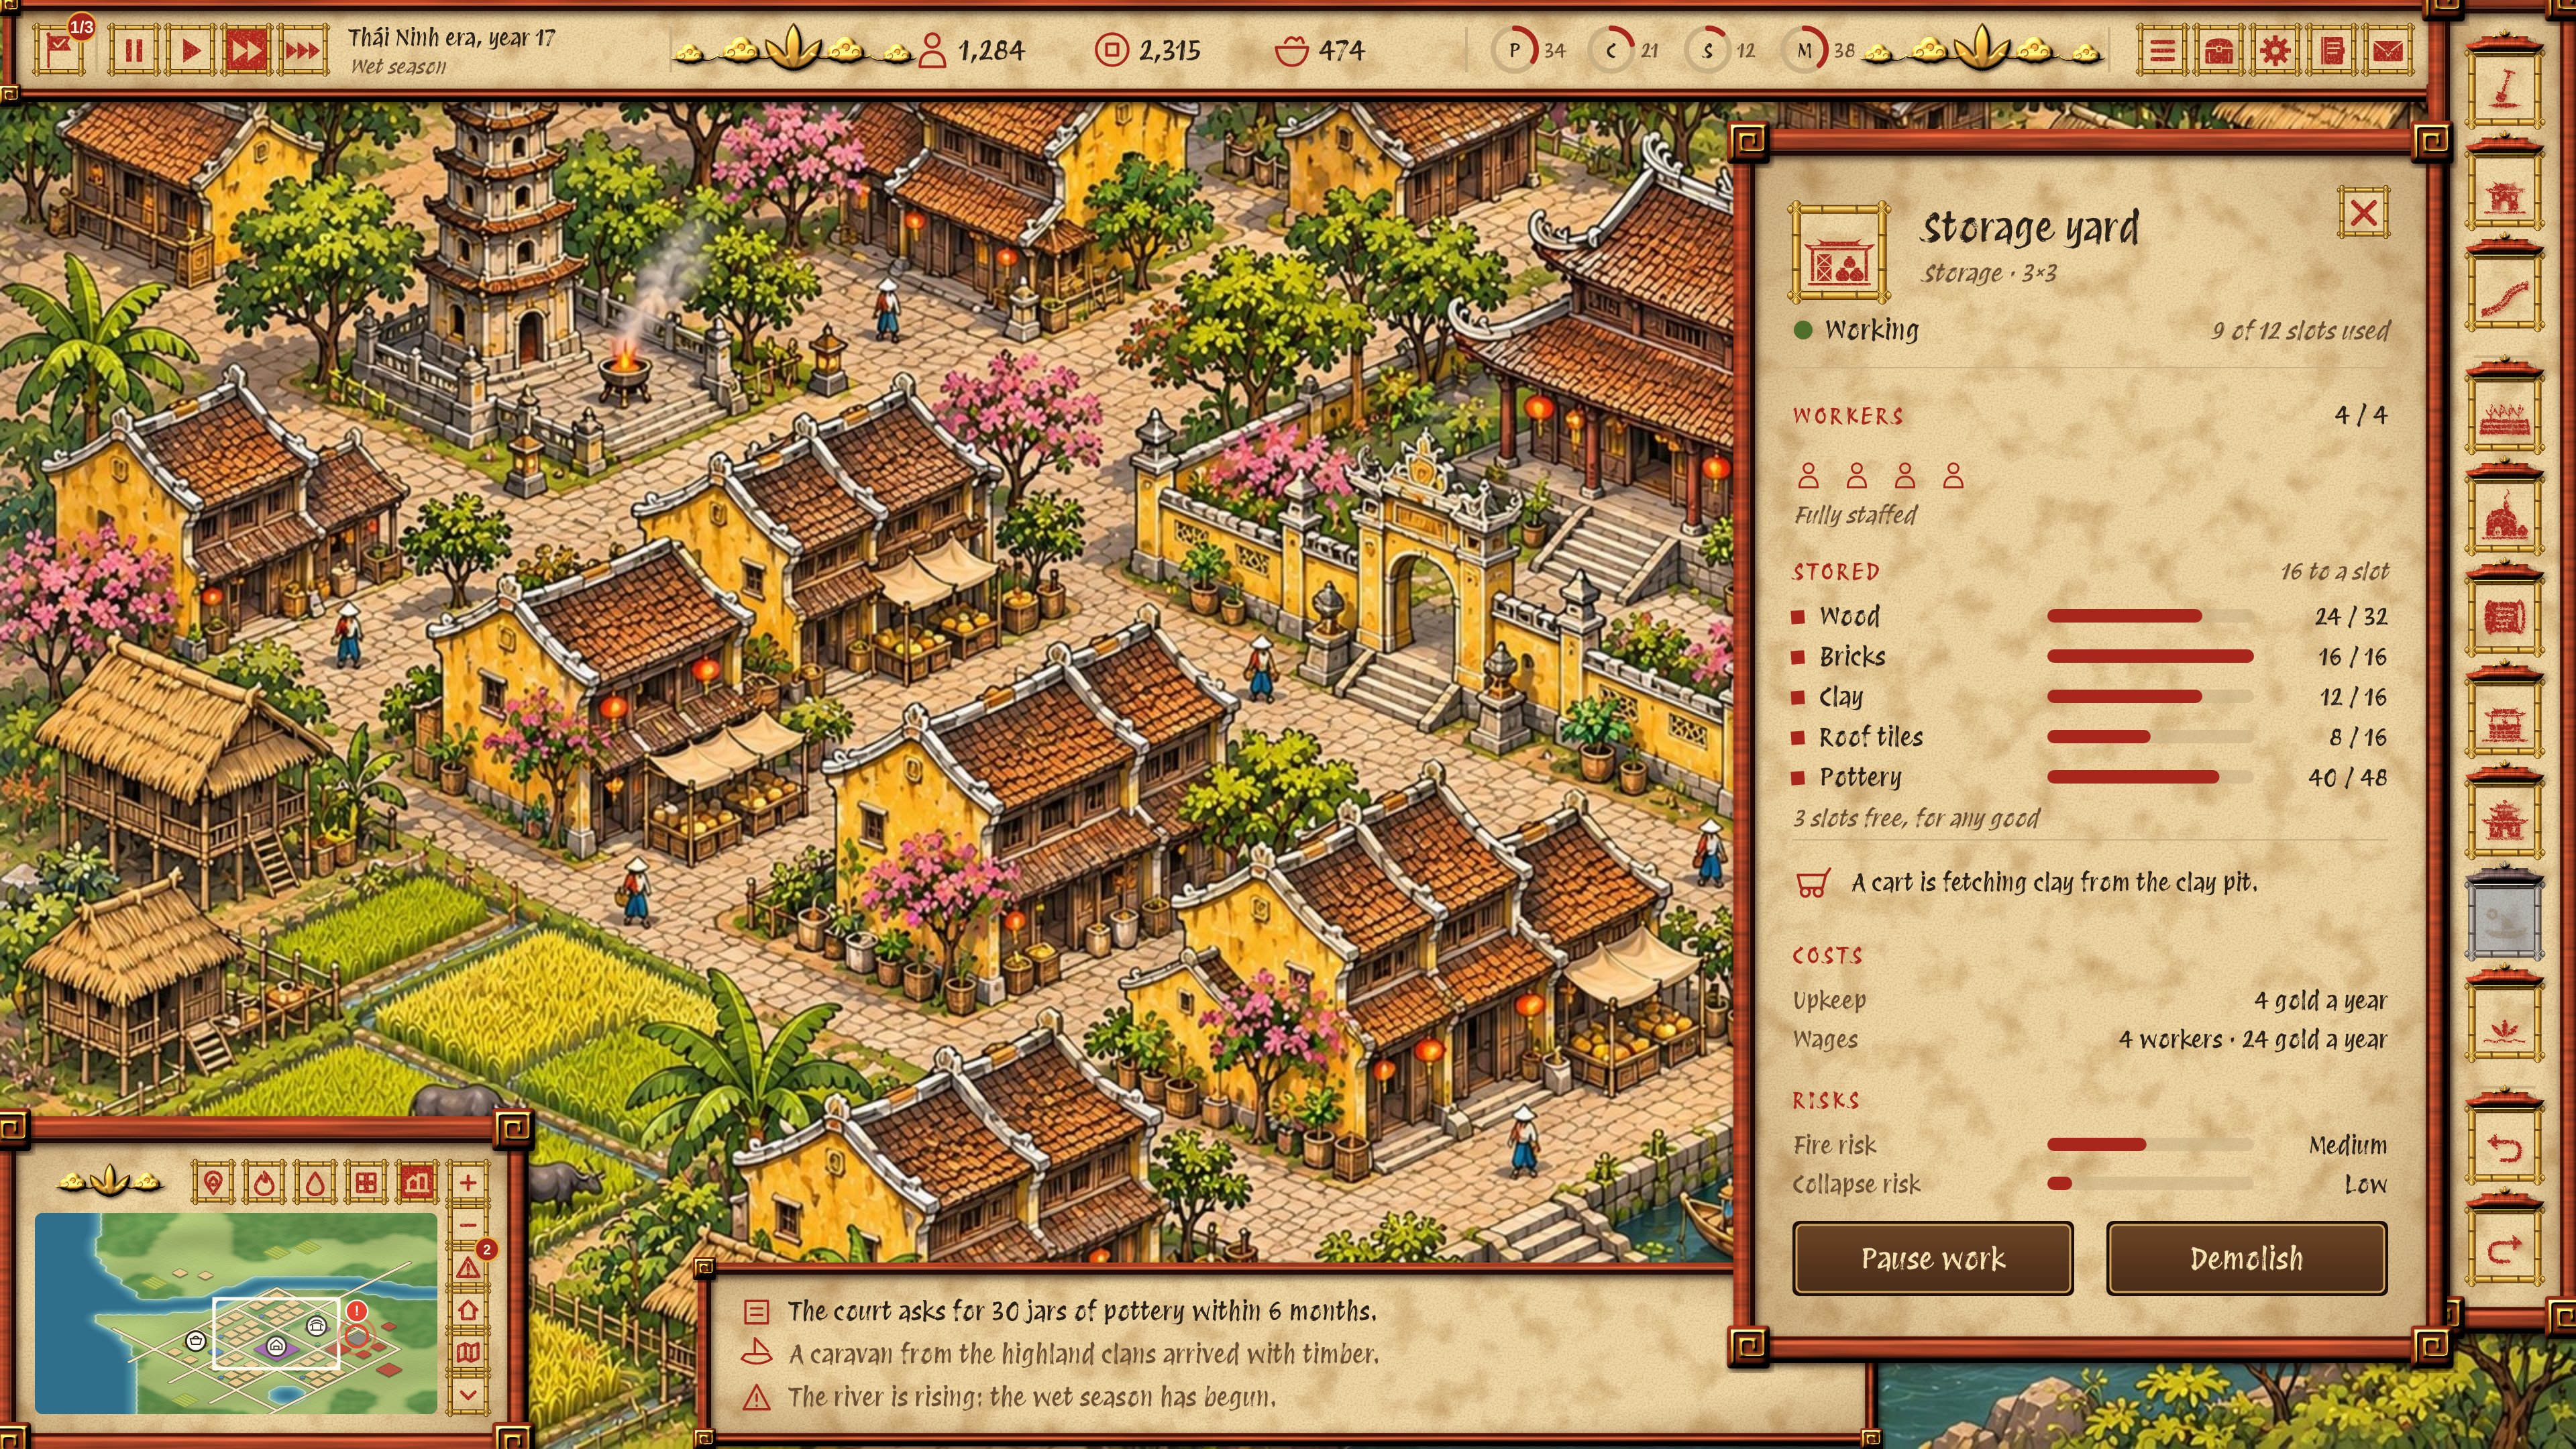 1/3
Thái Ninh era, year 17
Wet season
1,284
2,315
474
P 34
C 21
S 12
M 38
Storage yard
Storage · 3×3
Working
9 of 12 slots used
WORKERS
4 / 4
Fully staffed
STORED
16 to a slot
Wood 24 / 32
Bricks 16 / 16
Clay 12 / 16
Roof tiles 8 / 16
Pottery 40 / 48
3 slots free, for any good
A cart is fetching clay from the clay pit.
COSTS
Upkeep 4 gold a year
Wages 4 workers · 24 gold a year
RISKS
Fire risk Medium
Collapse risk Low
Pause work
Demolish
2
!
The court asks for 30 jars of pottery within 6 months.
A caravan from the highland clans arrived with timber.
The river is rising: the wet season has begun.